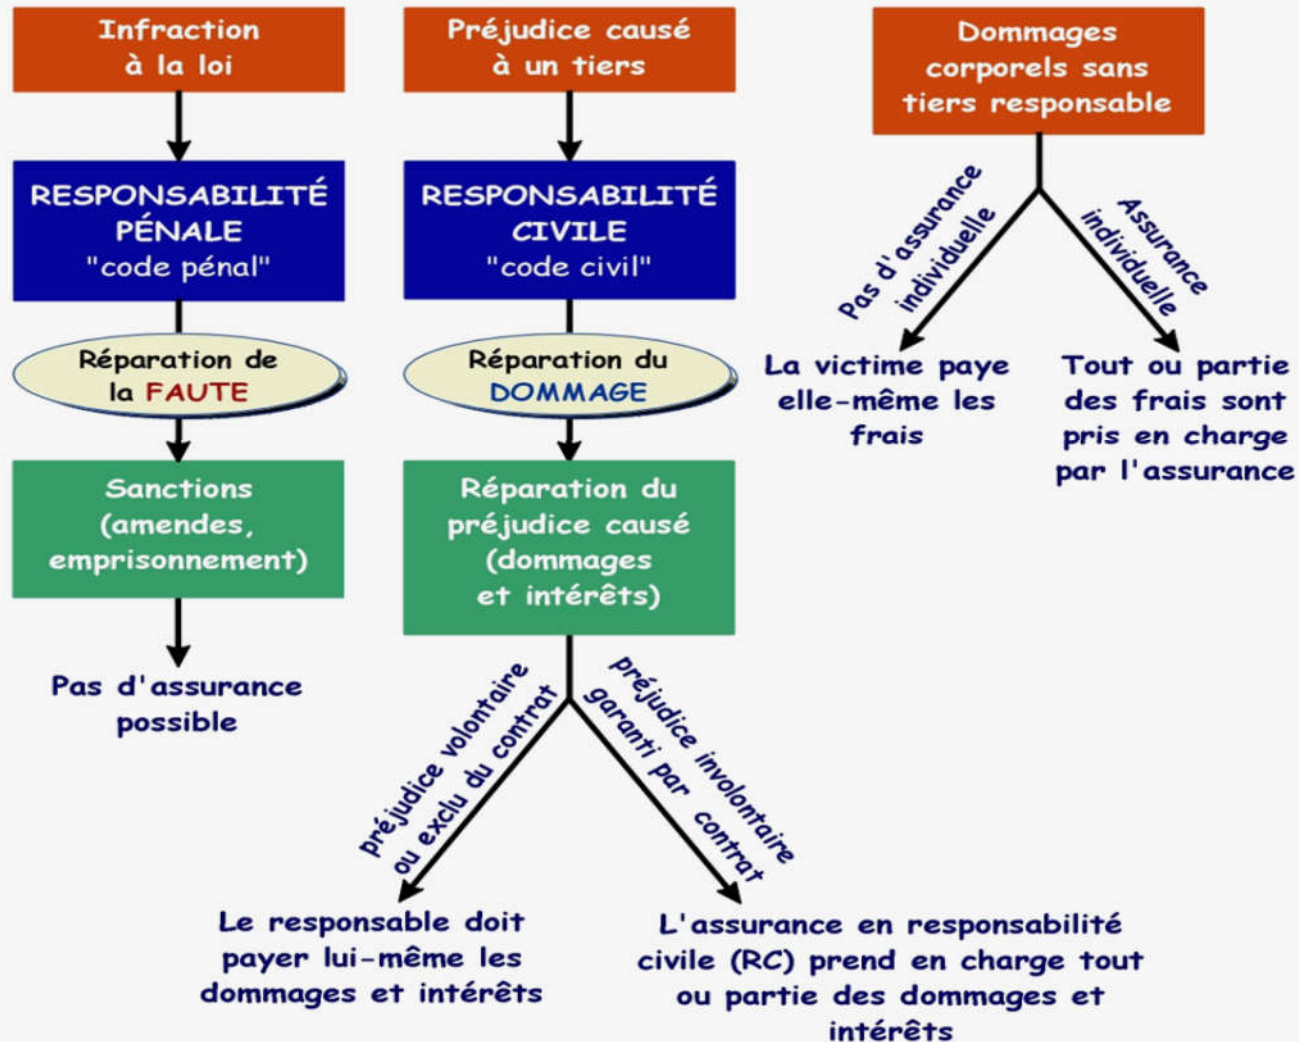 Infraction
à la loi
RESPONSABILITÉ
PÉNALE
"code pénal"
Réparation de
la FAUTE
Sanctions
(amendes,
emprisonnement)
Pas d'assurance
possible
Préjudice causé
à un tiers
RESPONSABILITÉ
CIVILE
"code civil"
Réparation du
DOMMAGE
Réparation du
préjudice causé
(dommages
et intérêts)
préjudice volontaire
ou exclu du contrat
Le responsable doit
payer lui-même les
dommages et intérêts
préjudice involontaire
garanti par contrat
L'assurance en responsabilité
civile (RC) prend en charge tout
ou partie des dommages et
intérêts
Dommages
corporels sans
tiers responsable
Pas d'assurance
individuelle
La victime paye
elle-même les
frais
Assurance
individuelle
Tout ou partie
des frais sont
pris en charge
par l'assurance